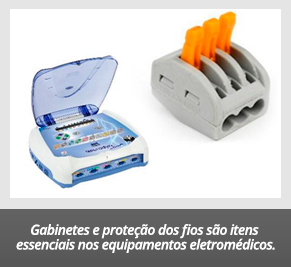 Gabinetes e proteção dos fios são itens
essenciais nos equipamentos eletromédicos.